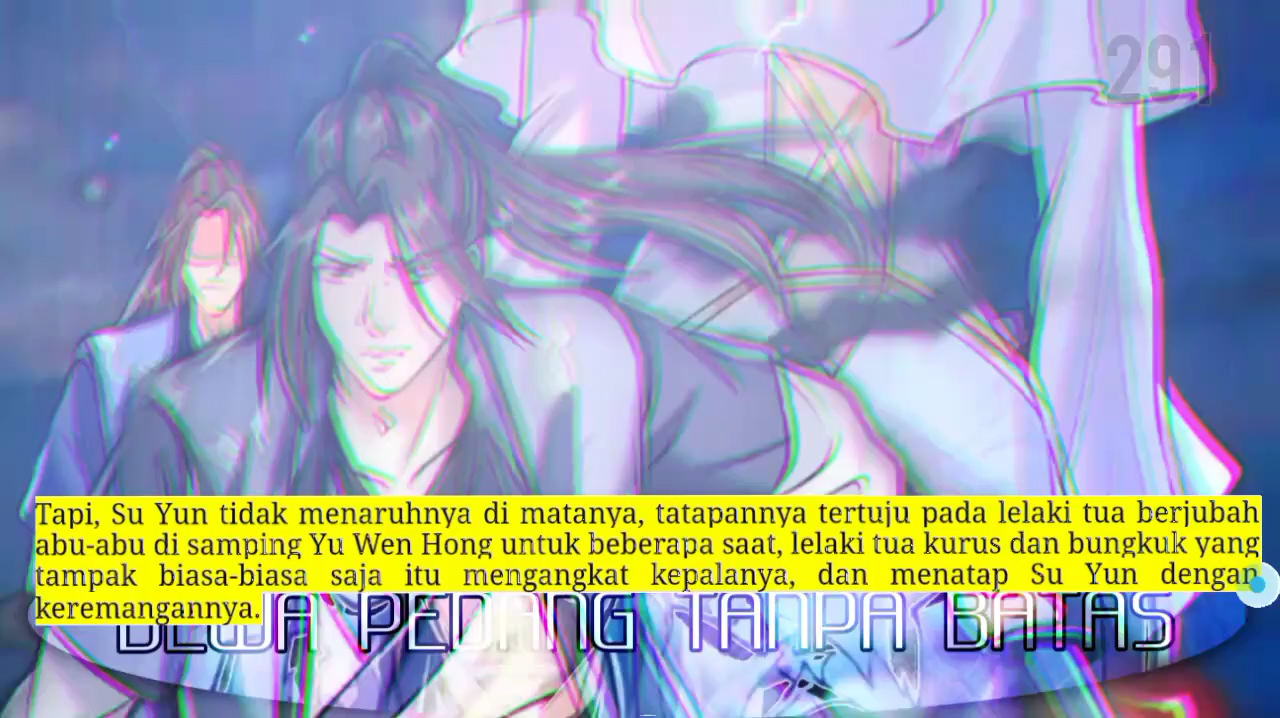 291
Tapi, Su Yun tidak menaruhnya di matanya, tatapannya tertuju pada lelaki tua berjubah
abu-abu di samping Yu Wen Hong untuk beberapa saat, lelaki tua kurus dan bungkuk yang
tampak biasa-biasa saja itu mengangkat kepalanya, dan menatap Su Yun dengan
keremangannya.
DEWA PEDANG TANPA BATAS